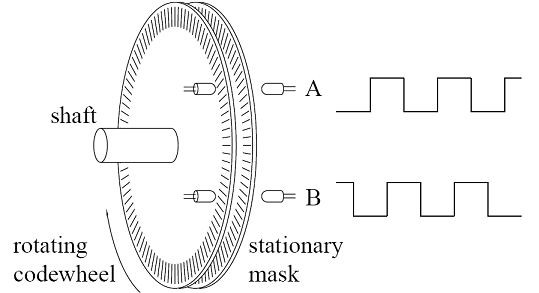 A
shaft
B
rotating
codewheel
stationary
mask